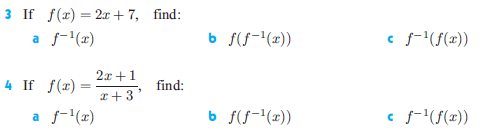 3 If f(x) = 2x + 7, find:
a f⁻¹(x) b f(f⁻¹(x)) c f⁻¹(f(x))
4 If f(x) = (2x + 1)/(x + 3), find:
a f⁻¹(x) b f(f⁻¹(x)) c f⁻¹(f(x))